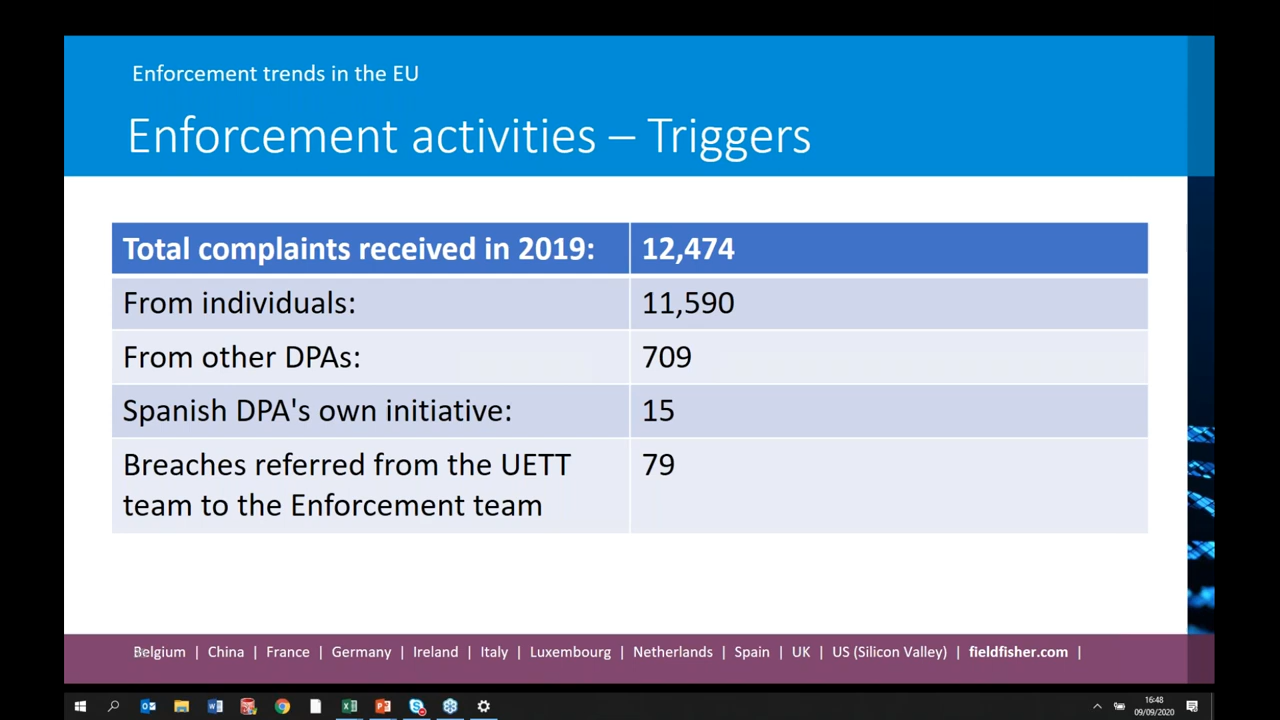 Enforcement trends in the EU
Enforcement activities – Triggers
Total complaints received in 2019: 12,474
From individuals: 11,590
From other DPAs: 709
Spanish DPA's own initiative: 15
Breaches referred from the UETT 79
team to the Enforcement team
Belgium | China | France | Germany | Ireland | Italy | Luxembourg | Netherlands | Spain | UK | US (Silicon Valley) | fieldfisher.com |
16:48
09/09/2020